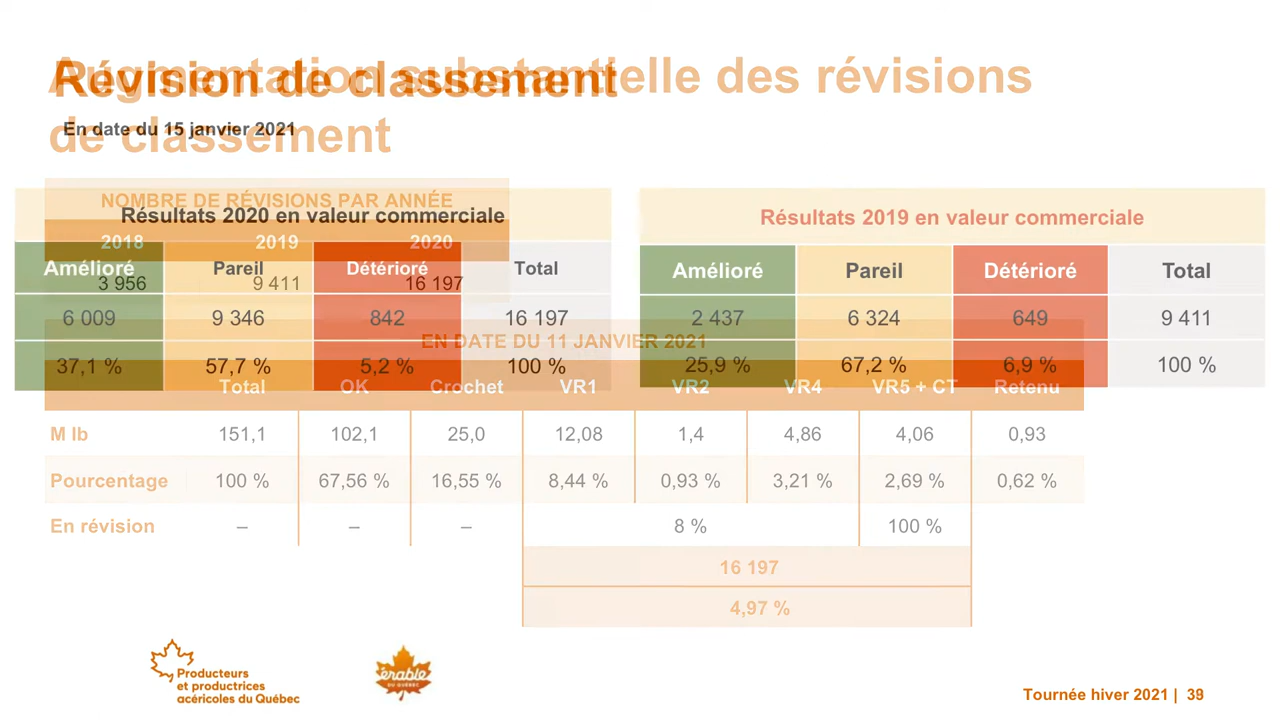 Augmentation substantielle des révisions
de classement
Révision de classement
En date du 15 janvier 2021
NOMBRE DE RÉVISIONS PAR ANNÉE
2018 2019 2020
3 956 9 411 16 197
Résultats 2020 en valeur commerciale
Amélioré Pareil Détérioré Total
6 009 9 346 842 16 197
37,1 % 57,7 % 5,2 % 100 %
Résultats 2019 en valeur commerciale
Amélioré Pareil Détérioré Total
2 437 6 324 649 9 411
25,9 % 67,2 % 6,9 % 100 %
EN DATE DU 11 JANVIER 2021
Total OK Crochet VR1 VR2 VR4 VR5 + CT Retenu
M lb 151,1 102,1 25,0 12,08 1,4 4,86 4,06 0,93
Pourcentage 100 % 67,56 % 16,55 % 8,44 % 0,93 % 3,21 % 2,69 % 0,62 %
En révision – – – 8 % 100 %
16 197
4,97 %
Producteurs
et productrices
acéricoles du Québec
érable
DU QUÉBEC
Tournée hiver 2021 | 39